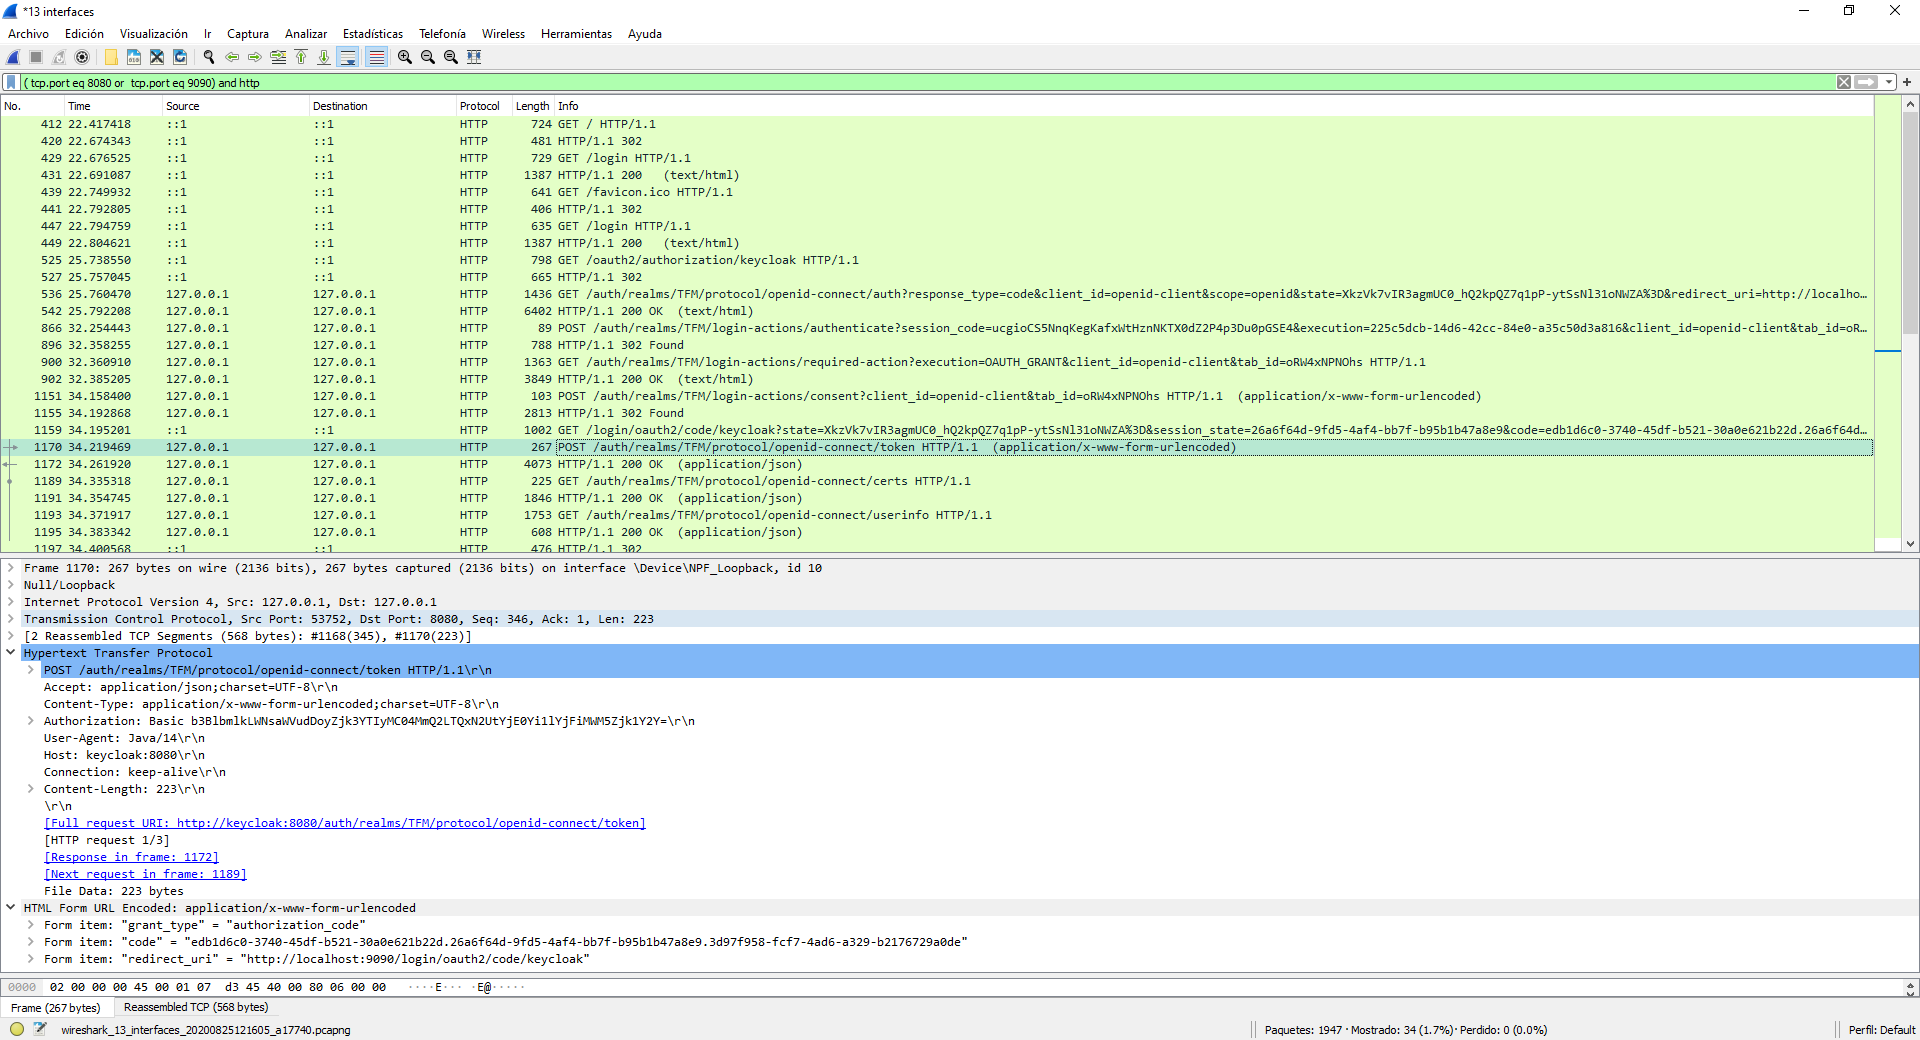 *13 interfaces
Archivo Edición Visualización Ir Captura Analizar Estadísticas Telefonía Wireless Herramientas Ayuda
( tcp.port eq 8080 or  tcp.port eq 9090) and http
No. Time Source Destination Protocol Length Info
412 22.417418 ::1 ::1 HTTP 724 GET / HTTP/1.1
420 22.674343 ::1 ::1 HTTP 481 HTTP/1.1 302
429 22.676525 ::1 ::1 HTTP 729 GET /login HTTP/1.1
431 22.691087 ::1 ::1 HTTP 1387 HTTP/1.1 200   (text/html)
439 22.749932 ::1 ::1 HTTP 641 GET /favicon.ico HTTP/1.1
441 22.792805 ::1 ::1 HTTP 406 HTTP/1.1 302
447 22.794759 ::1 ::1 HTTP 635 GET /login HTTP/1.1
449 22.804621 ::1 ::1 HTTP 1387 HTTP/1.1 200   (text/html)
525 25.738550 ::1 ::1 HTTP 798 GET /oauth2/authorization/keycloak HTTP/1.1
527 25.757045 ::1 ::1 HTTP 665 HTTP/1.1 302
536 25.760470 127.0.0.1 127.0.0.1 HTTP 1436 GET /auth/realms/TFM/protocol/openid-connect/auth?response_type=code&client_id=openid-client&scope=openid&state=XkzVk7vIR3agmUC0_hQ2kpQZ7q1pP-ytSsNl31oNWZA%3D&redirect_uri=http://localho…
542 25.792208 127.0.0.1 127.0.0.1 HTTP 6402 HTTP/1.1 200 OK  (text/html)
866 32.254443 127.0.0.1 127.0.0.1 HTTP 89 POST /auth/realms/TFM/login-actions/authenticate?session_code=ucgioCS5NnqKegKafxWtHznNKTX0dZ2P4p3Du0pGSE4&execution=225c5dcb-14d6-42cc-84e0-a35c50d3a816&client_id=openid-client&tab_id=oR…
896 32.358255 127.0.0.1 127.0.0.1 HTTP 788 HTTP/1.1 302 Found
900 32.360910 127.0.0.1 127.0.0.1 HTTP 1363 GET /auth/realms/TFM/login-actions/required-action?execution=OAUTH_GRANT&client_id=openid-client&tab_id=oRW4xNPNOhs HTTP/1.1
902 32.385205 127.0.0.1 127.0.0.1 HTTP 3849 HTTP/1.1 200 OK  (text/html)
1151 34.158400 127.0.0.1 127.0.0.1 HTTP 103 POST /auth/realms/TFM/login-actions/consent?client_id=openid-client&tab_id=oRW4xNPNOhs HTTP/1.1  (application/x-www-form-urlencoded)
1155 34.192868 127.0.0.1 127.0.0.1 HTTP 2813 HTTP/1.1 302 Found
1159 34.195201 ::1 ::1 HTTP 1002 GET /login/oauth2/code/keycloak?state=XkzVk7vIR3agmUC0_hQ2kpQZ7q1pP-ytSsNl31oNWZA%3D&session_state=26a6f64d-9fd5-4af4-bb7f-b95b1b47a8e9&code=edb1d6c0-3740-45df-b521-30a0e621b22d.26a6f64d…
1170 34.219469 127.0.0.1 127.0.0.1 HTTP 267 POST /auth/realms/TFM/protocol/openid-connect/token HTTP/1.1  (application/x-www-form-urlencoded)
1172 34.261920 127.0.0.1 127.0.0.1 HTTP 4073 HTTP/1.1 200 OK  (application/json)
1189 34.335318 127.0.0.1 127.0.0.1 HTTP 225 GET /auth/realms/TFM/protocol/openid-connect/certs HTTP/1.1
1191 34.354745 127.0.0.1 127.0.0.1 HTTP 1846 HTTP/1.1 200 OK  (application/json)
1193 34.371917 127.0.0.1 127.0.0.1 HTTP 1753 GET /auth/realms/TFM/protocol/openid-connect/userinfo HTTP/1.1
1195 34.383342 127.0.0.1 127.0.0.1 HTTP 608 HTTP/1.1 200 OK  (application/json)
1197 34.400568 ::1 ::1 HTTP 476 HTTP/1.1 302
Frame 1170: 267 bytes on wire (2136 bits), 267 bytes captured (2136 bits) on interface \Device\NPF_Loopback, id 10
Null/Loopback
Internet Protocol Version 4, Src: 127.0.0.1, Dst: 127.0.0.1
Transmission Control Protocol, Src Port: 53752, Dst Port: 8080, Seq: 346, Ack: 1, Len: 223
[2 Reassembled TCP Segments (568 bytes): #1168(345), #1170(223)]
Hypertext Transfer Protocol
POST /auth/realms/TFM/protocol/openid-connect/token HTTP/1.1\r\n
Accept: application/json;charset=UTF-8\r\n
Content-Type: application/x-www-form-urlencoded;charset=UTF-8\r\n
Authorization: Basic b3BlbmlkLWNsaWVudDoyZjk3YTIyMC04MmQ2LTQxN2UtYjE0Yi1lYjFiMWM5Zjk1Y2Y=\r\n
User-Agent: Java/14\r\n
Host: keycloak:8080\r\n
Connection: keep-alive\r\n
Content-Length: 223\r\n
\r\n
[Full request URI: http://keycloak:8080/auth/realms/TFM/protocol/openid-connect/token]
[HTTP request 1/3]
[Response in frame: 1172]
[Next request in frame: 1189]
File Data: 223 bytes
HTML Form URL Encoded: application/x-www-form-urlencoded
Form item: "grant_type" = "authorization_code"
Form item: "code" = "edb1d6c0-3740-45df-b521-30a0e621b22d.26a6f64d-9fd5-4af4-bb7f-b95b1b47a8e9.3d97f958-fcf7-4ad6-a329-b2176729a0de"
Form item: "redirect_uri" = "http://localhost:9090/login/oauth2/code/keycloak"
0000 02 00 00 00 45 00 01 07  d3 45 40 00 80 06 00 00 ····E··· ·E@·····
Frame (267 bytes) Reassembled TCP (568 bytes)
wireshark_13_interfaces_20200825121605_a17740.pcapng Paquetes: 1947 · Mostrado: 34 (1.7%) · Perdido: 0 (0.0%) Perfil: Default